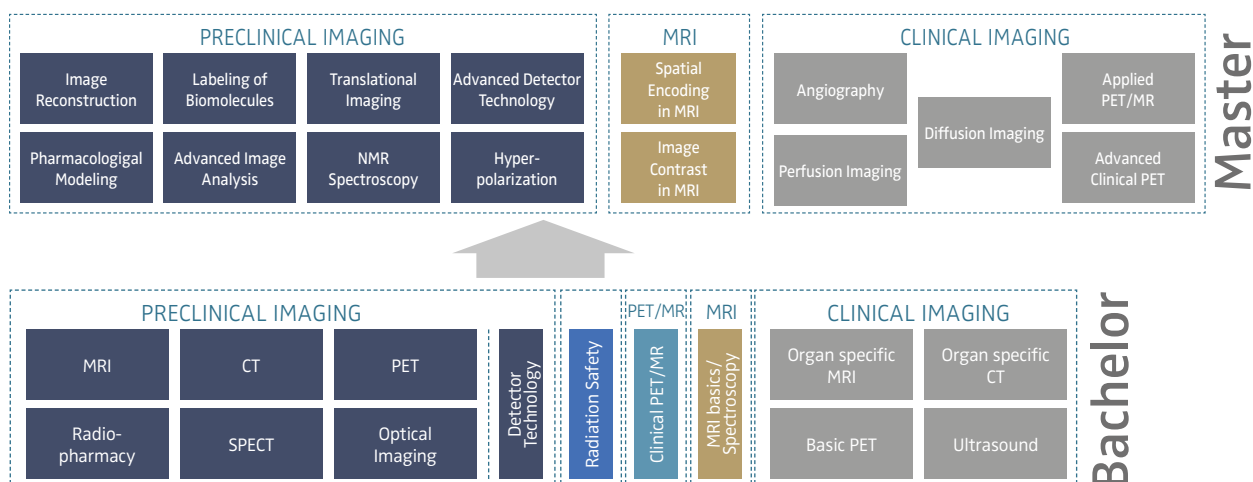 PRECLINICAL IMAGING
Image
Reconstruction
Labeling of
Biomolecules
Translational
Imaging
Advanced Detector
Technology
Pharmacologigal
Modeling
Advanced Image
Analysis
NMR
Spectroscopy
Hyper-
polarization
MRI
Spatial
Encoding
in MRI
Image
Contrast
in MRI
CLINICAL IMAGING
Angiography
Perfusion Imaging
Diffusion Imaging
Applied
PET/MR
Advanced
Clinical PET
Master
PRECLINICAL IMAGING
MRI
CT
PET
Radio-
pharmacy
SPECT
Optical
Imaging
Detector
Technology
Radiation Safety
PET/MR
Clinical PET/MR
MRI
MRI basics/
Spectroscopy
CLINICAL IMAGING
Organ specific
MRI
Organ specific
CT
Basic PET
Ultrasound
Bachelor